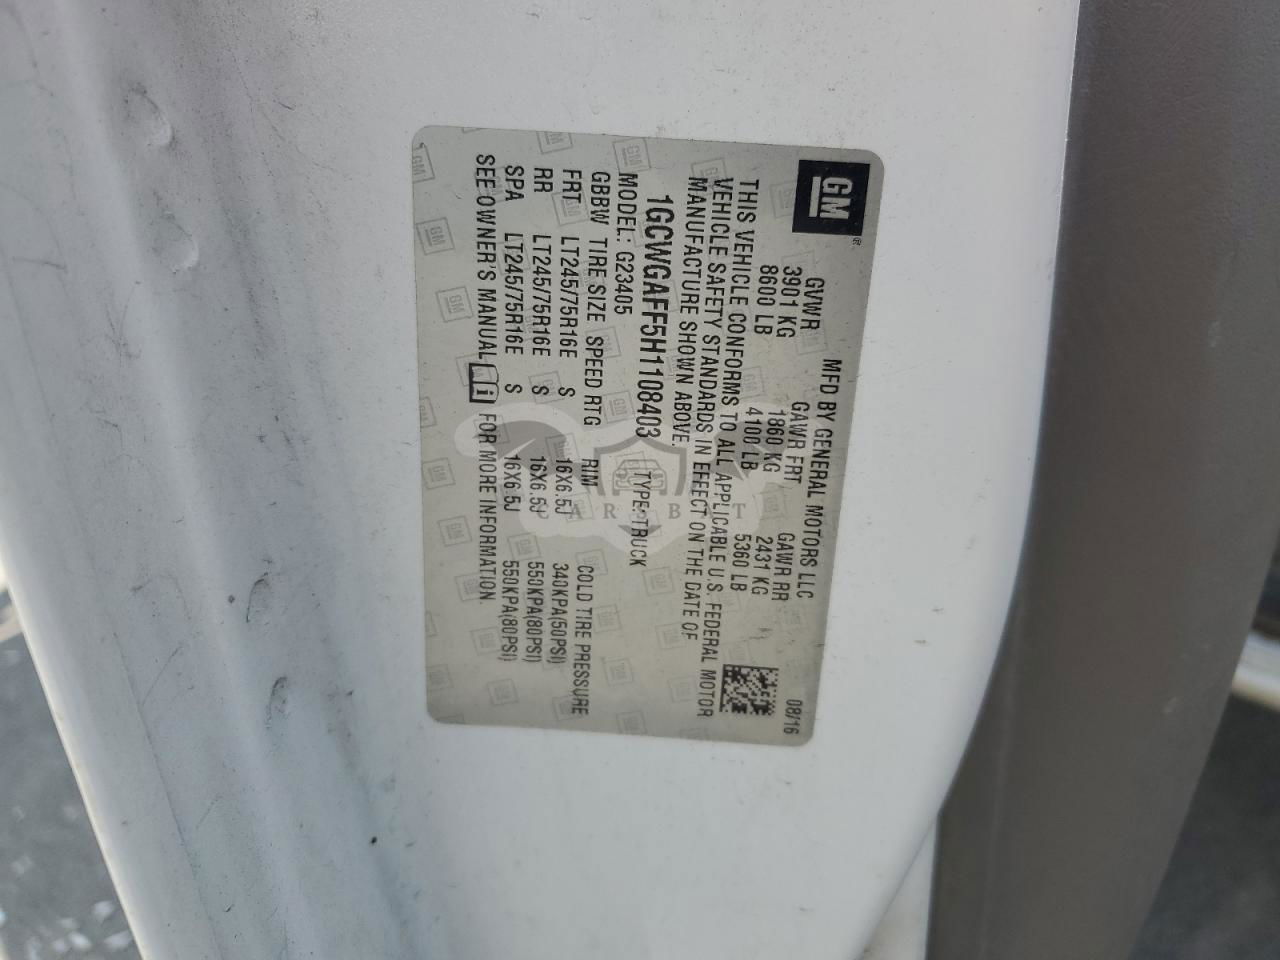 GM
MFD BY GENERAL MOTORS LLC
08/16
GVWR GAWR FRT GAWR RR
3901 KG 1860 KG 2431 KG
8600 LB 4100 LB 5360 LB
THIS VEHICLE CONFORMS TO ALL APPLICABLE U.S. FEDERAL MOTOR
VEHICLE SAFETY STANDARDS IN EFFECT ON THE DATE OF
MANUFACTURE SHOWN ABOVE.
1GCWGAFF5H1108403 TYPE: TRUCK
MODEL: G23405
GBBW TIRE SIZE SPEED RTG RIM COLD TIRE PRESSURE
FRT LT245/75R16E S 16X6.5J 340KPA(50PSI)
RR LT245/75R16E S 16X6.5J 550KPA(80PSI)
SPA LT245/75R16E S 16X6.5J 550KPA(80PSI)
SEE OWNER'S MANUAL i FOR MORE INFORMATION.